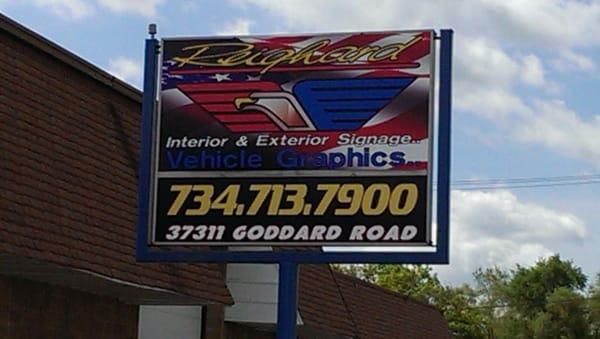 Reighard
Interior & Exterior Signage..
Vehicle Graphics...
734.713.7900
37311 GODDARD ROAD